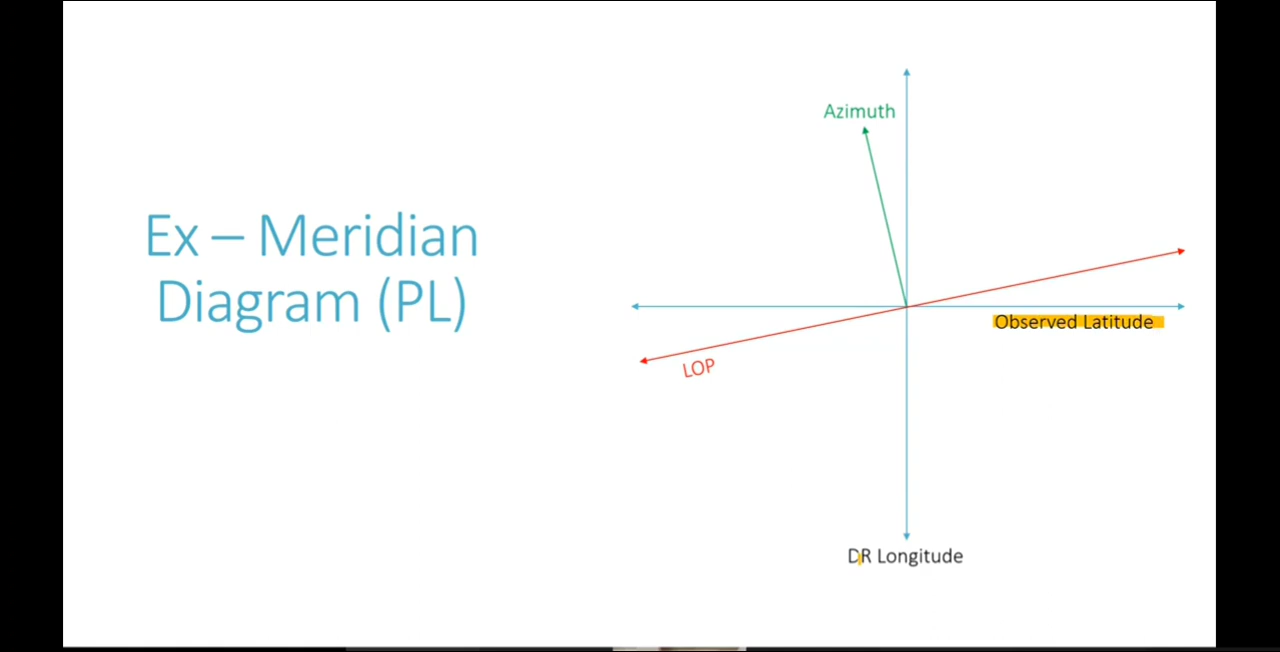 Ex – Meridian
Diagram (PL)
Azimuth
Observed Latitude
LOP
DR Longitude